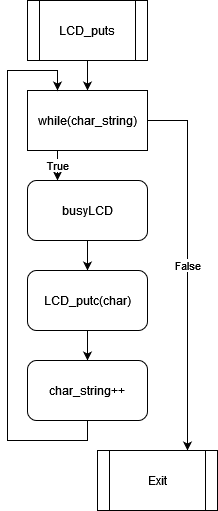 LCD_puts
while(char_string)
True
busyLCD
False
LCD_putc(char)
char_string++
Exit